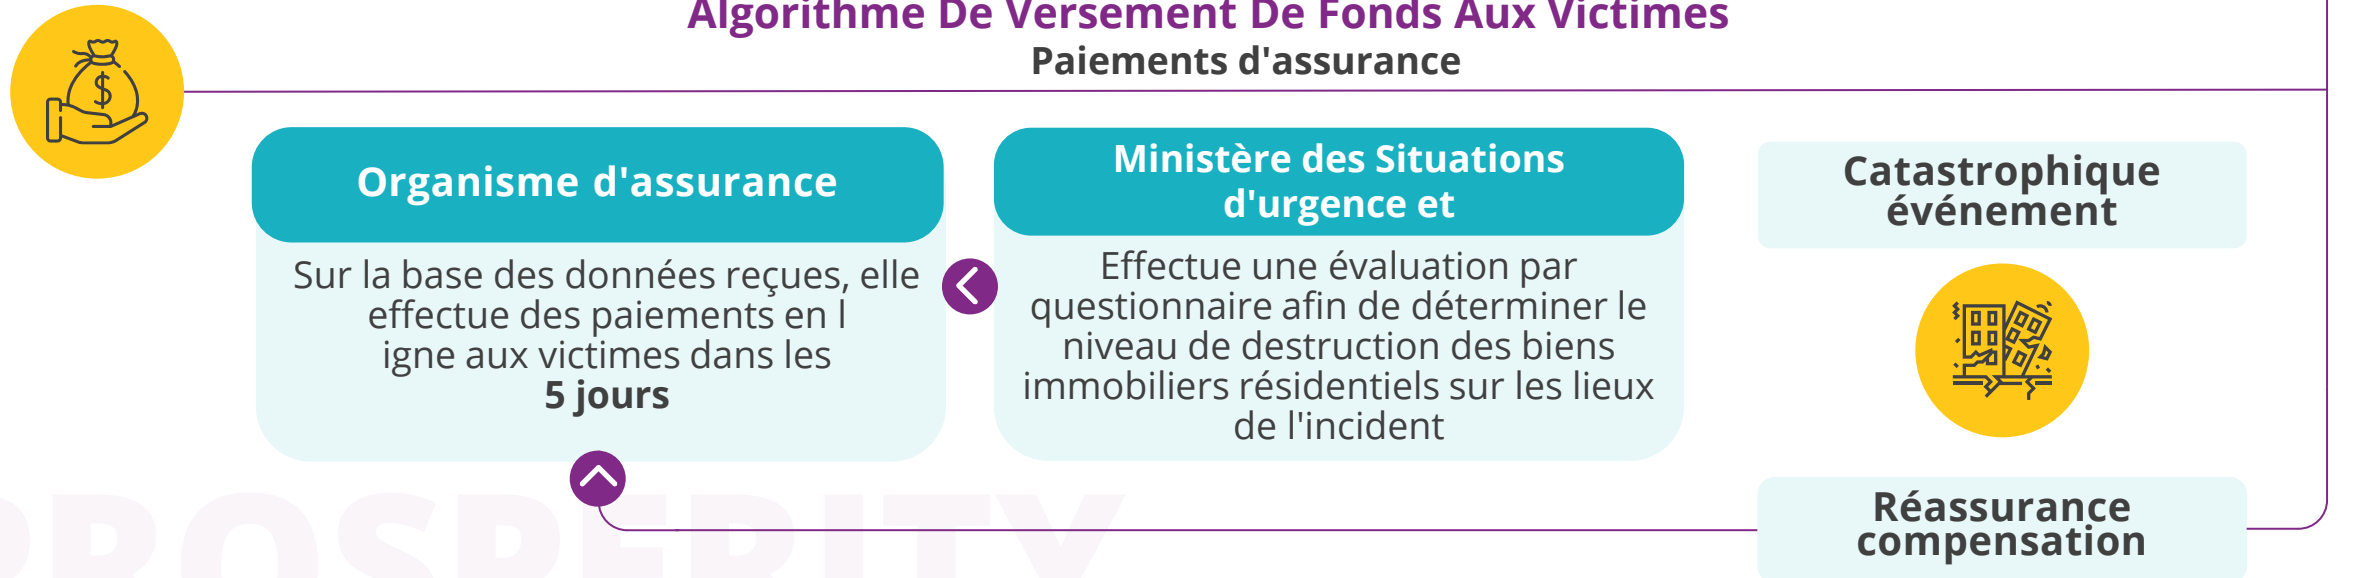 Algorithme De Versement De Fonds Aux Victimes
Paiements d'assurance
Organisme d'assurance
Sur la base des données reçues, elle
effectue des paiements en l
igne aux victimes dans les
5 jours
Ministère des Situations
d'urgence et
Effectue une évaluation par
questionnaire afin de déterminer le
niveau de destruction des biens
immobiliers résidentiels sur les lieux
de l'incident
Catastrophique
événement
Réassurance
compensation
$
PROSPERITY